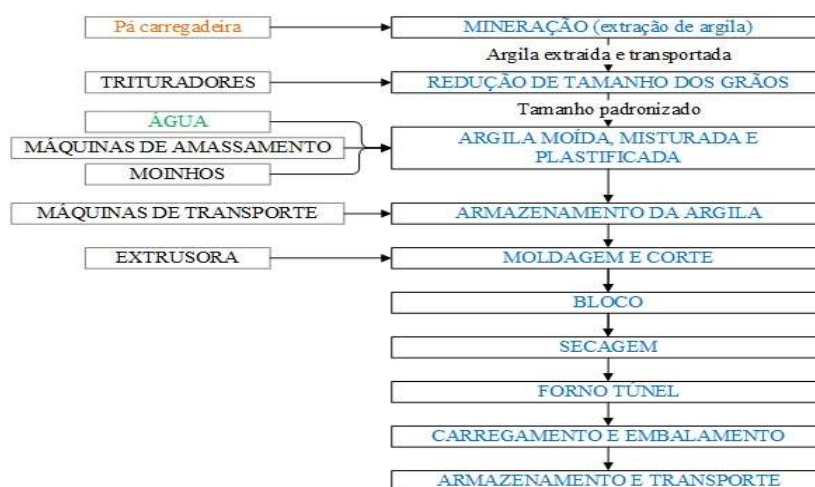 Pá carregadeira
MINERAÇÃO (extração de argila)
Argila extraida e transportada
TRITURADORES
REDUÇÃO DE TAMANHO DOS GRÃOS
Tamanho padronizado
ÁGUA
MÁQUINAS DE AMASSAMENTO
MOINHOS
ARGILA MOÍDA, MISTURADA E
PLASTIFICADA
MÁQUINAS DE TRANSPORTE
ARMAZENAMENTO DA ARGILA
EXTRUSORA
MOLDAGEM E CORTE
BLOCO
SECAGEM
FORNO TÚNEL
CARREGAMENTO E EMBALAMENTO
ARMAZENAMENTO E TRANSPORTE